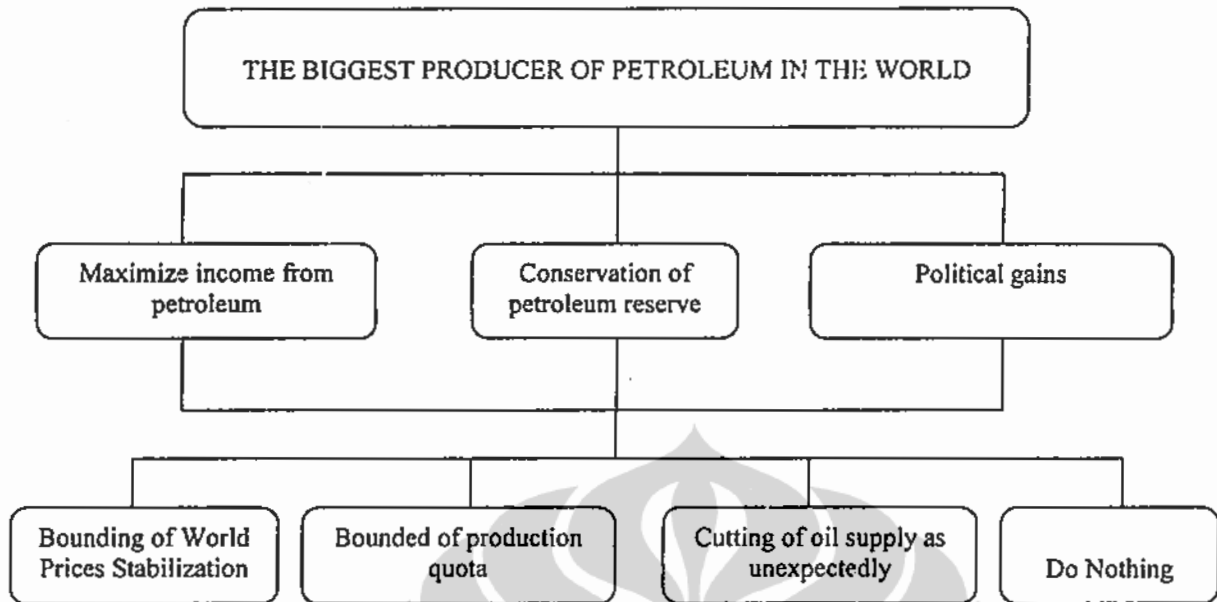 THE BIGGEST PRODUCER OF PETROLEUM IN THE WORLD
Maximize income from
petroleum
Conservation of
petroleum reserve
Political gains
Bounding of World
Prices Stabilization
Bounded of production
quota
Cutting of oil supply as
unexpectedly
Do Nothing